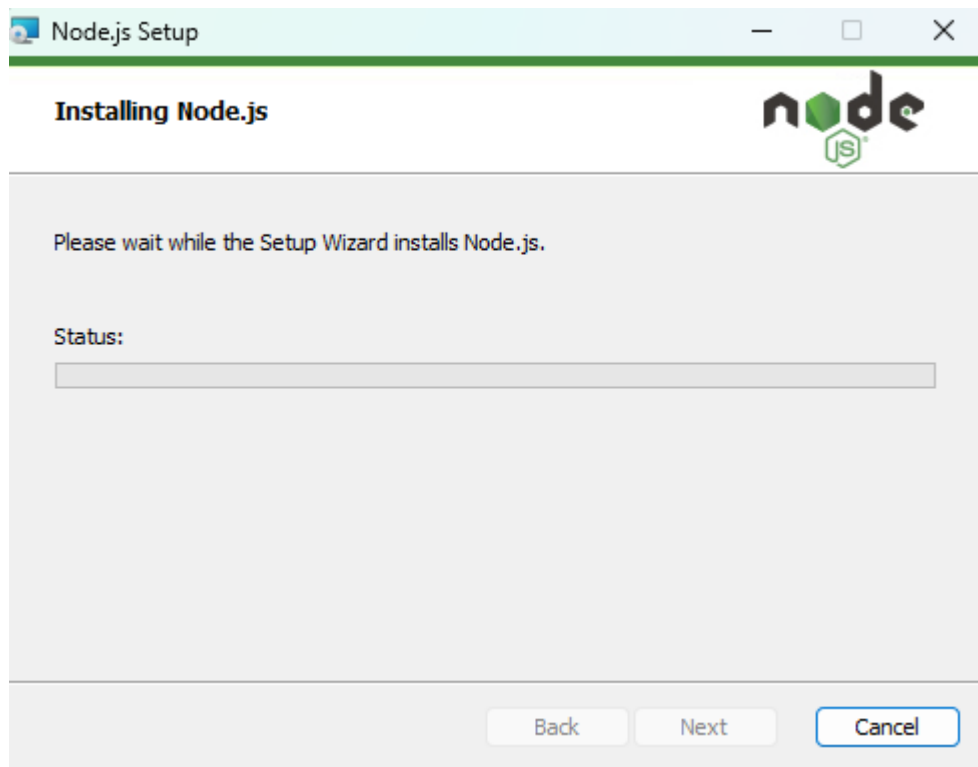 Node.js Setup
Installing Node.js
node
JS
Please wait while the Setup Wizard installs Node.js.
Status:
Back Next Cancel